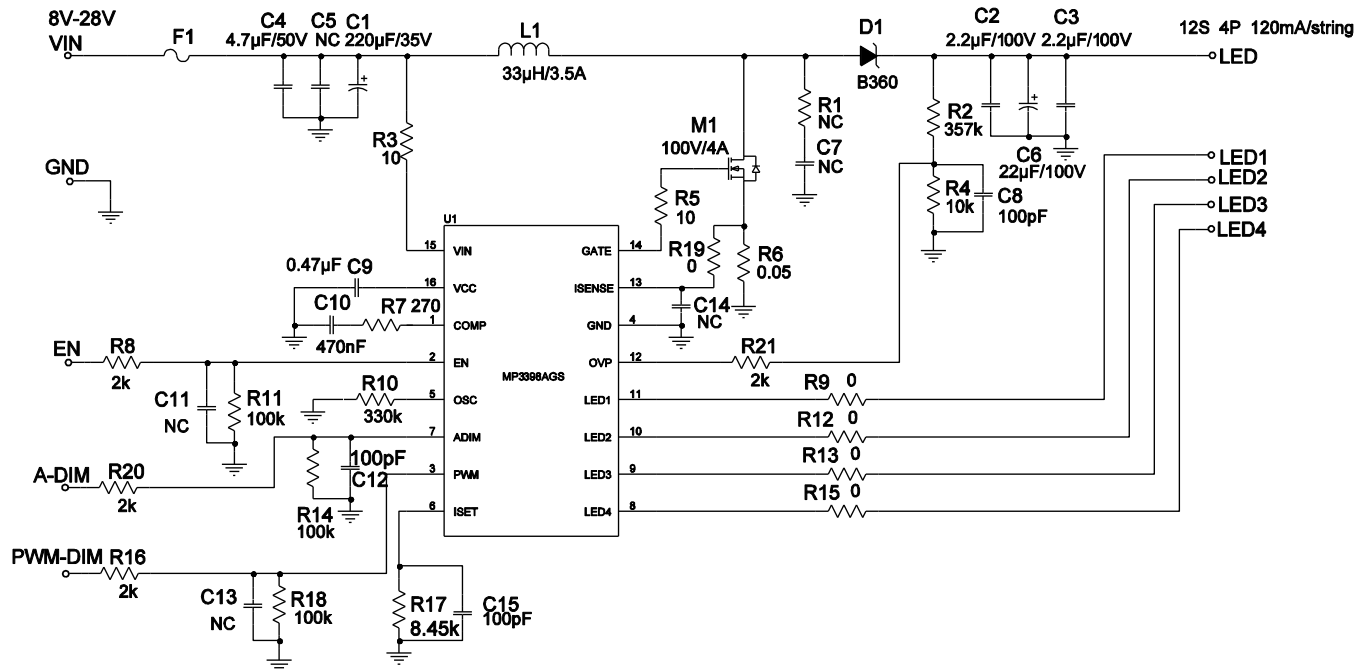 8V-28V
VIN
F1
C4
4.7µF/50V
C5
NC
C1
220µF/35V
L1
33µH/3.5A
D1
B360
C2
2.2µF/100V
C3
2.2µF/100V
12S 4P 120mA/string
LED
R3
10
M1
100V/4A
R1
NC
C7
NC
R2
357k
C6
22µF/100V
LED1
LED2
LED3
LED4
GND
R5
10
R4
10k
C8
100pF
U1
R19
0
R6
0.05
15
VIN
GATE
14
0.47µF C9
16
VCC
ISENSE
13
C14
NC
C10
470nF
R7 270
1
COMP
GND
4
EN
R8
2k
2
EN
OVP
12
R21
2k
MP3398AGS
C11
NC
R11
100k
R10
330k
5
OSC
LED1
11
R9 0
7
ADIM
LED2
10
R12 0
100pF
C12
A-DIM
R20
2k
3
PWM
LED3
9
R13 0
R14
100k
6
ISET
LED4
8
R15 0
PWM-DIM
R16
2k
C13
NC
R18
100k
R17
8.45k
C15
100pF